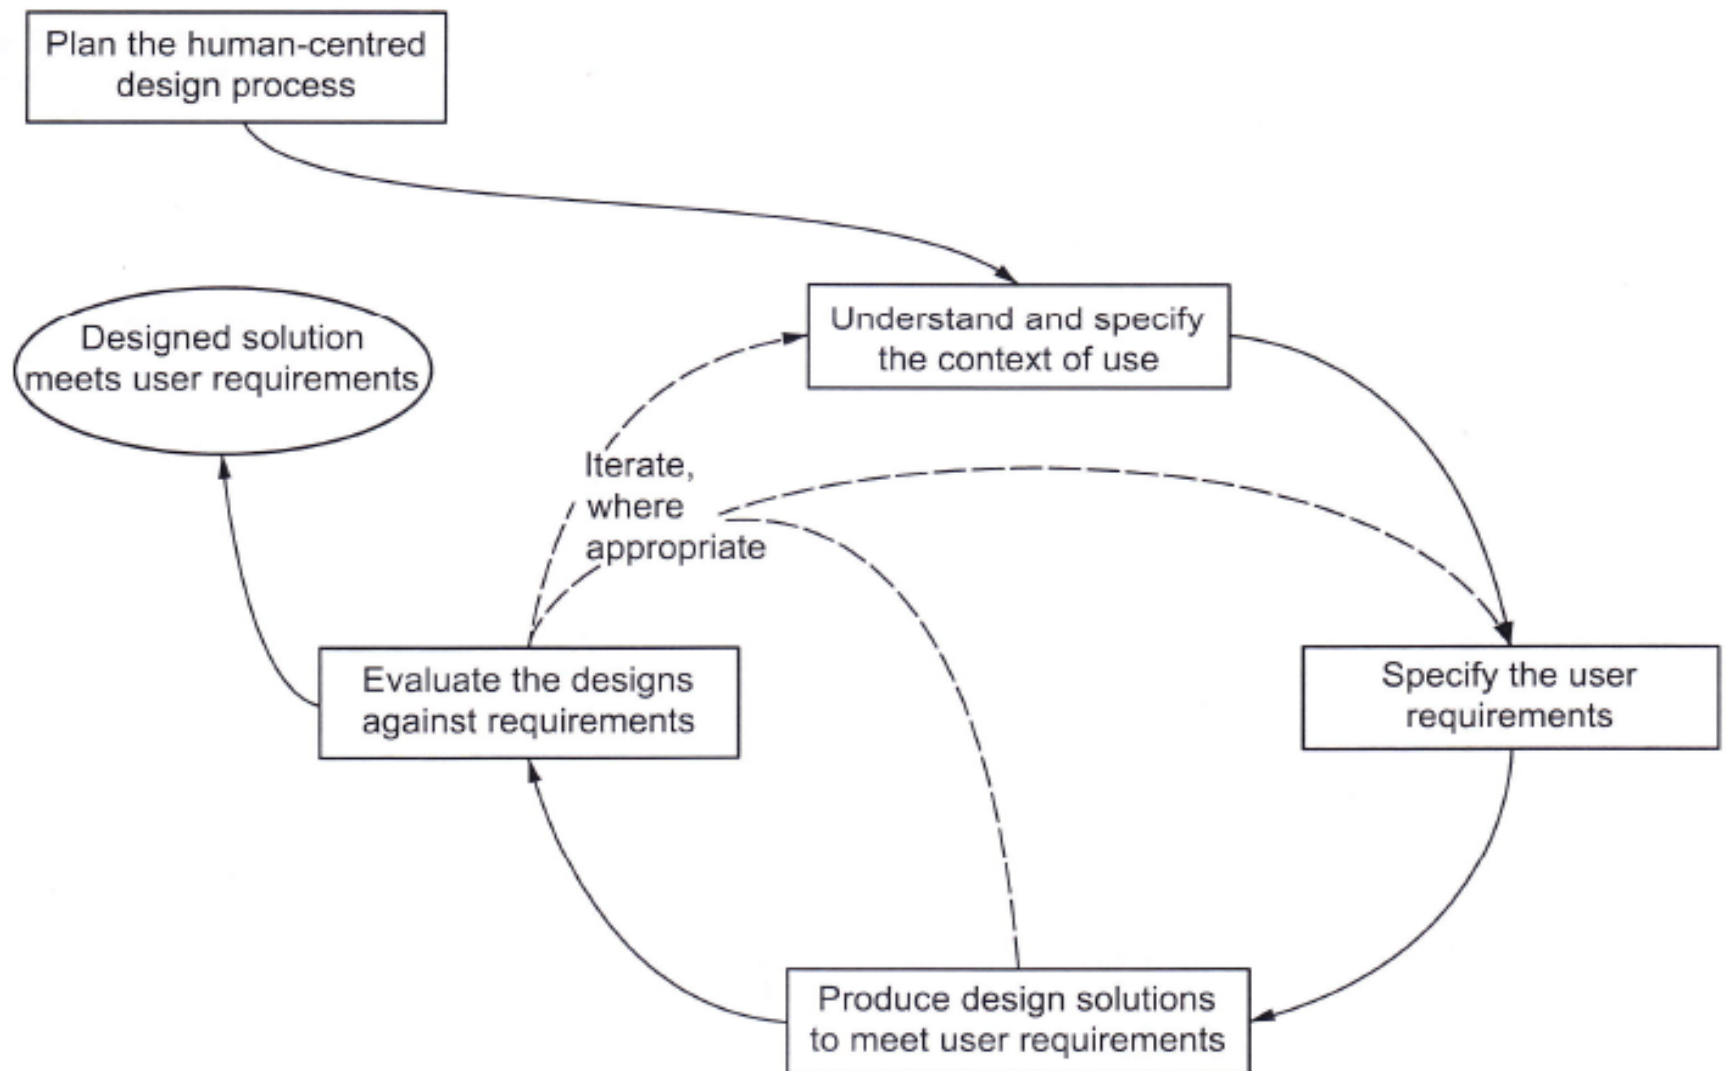 Plan the human-centred
design process
Designed solution
meets user requirements
Understand and specify
the context of use
Iterate,
where
appropriate
Evaluate the designs
against requirements
Specify the user
requirements
Produce design solutions
to meet user requirements